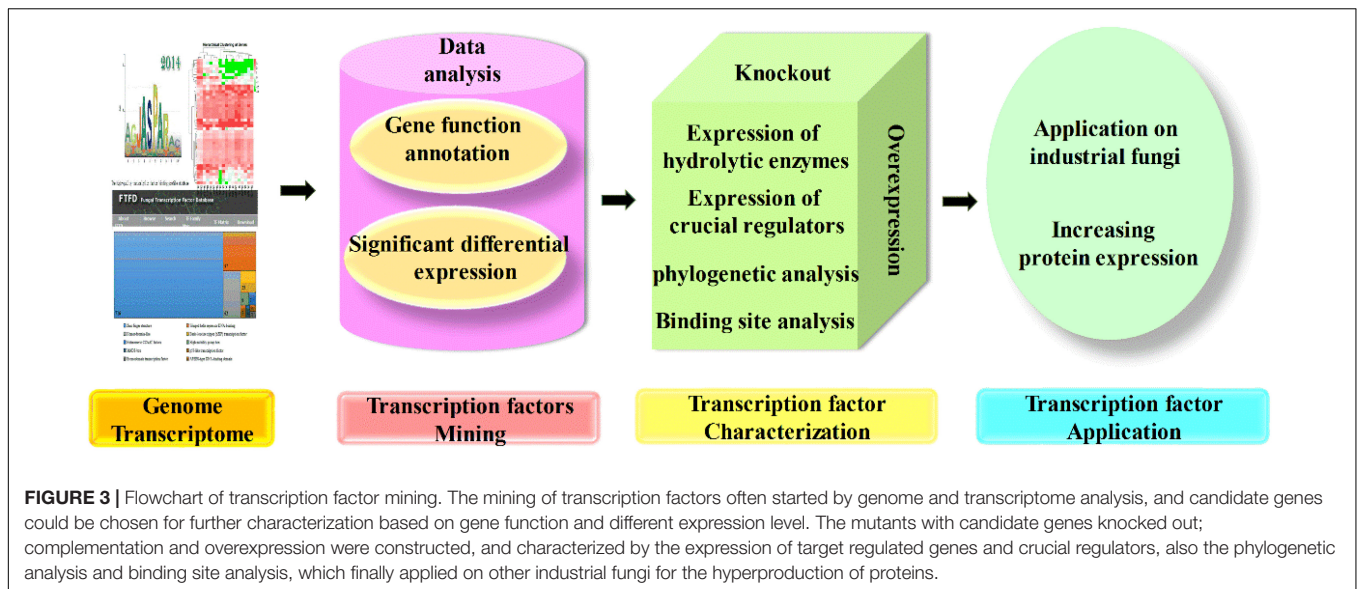 2014
JASPAR
FTFD Fungal Transcription Factor Database
Data
analysis
Gene function
annotation
Significant differential
expression
Knockout
Overexpression
Expression of
hydrolytic enzymes
Expression of
crucial regulators
phylogenetic analysis
Binding site analysis
Application on
industrial fungi
Increasing
protein expression
Genome
Transcriptome
Transcription factors
Mining
Transcription factor
Characterization
Transcription factor
Application
FIGURE 3 | Flowchart of transcription factor mining. The mining of transcription factors often started by genome and transcriptome analysis, and candidate genes
could be chosen for further characterization based on gene function and different expression level. The mutants with candidate genes knocked out;
complementation and overexpression were constructed, and characterized by the expression of target regulated genes and crucial regulators, also the phylogenetic
analysis and binding site analysis, which finally applied on other industrial fungi for the hyperproduction of proteins.